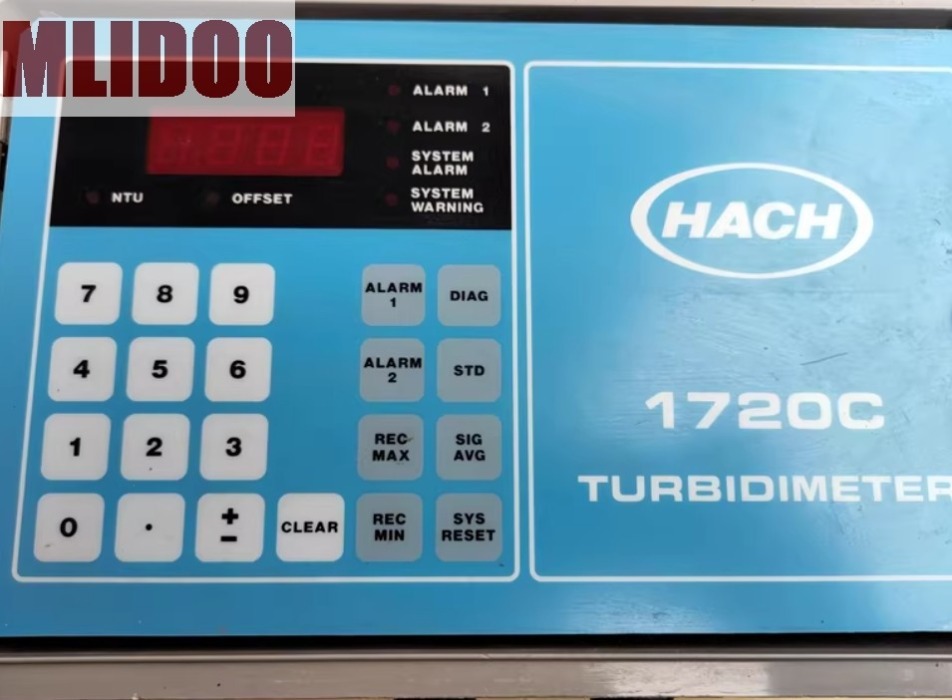 MLIDOO
ALARM 1
ALARM 2
SYSTEM
ALARM
NTU
OFFSET
SYSTEM
WARNING
HACH
1720C
TURBIDIMETER
7 8 9
ALARM
1
DIAG
4 5 6
ALARM
2
STD
1 2 3
REC
MAX
SIG
AVG
0 . +
−
CLEAR
REC
MIN
SYS
RESET